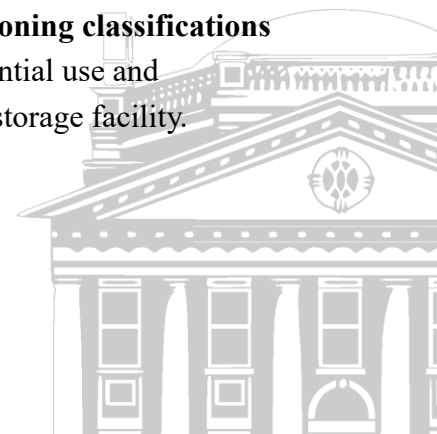 oning classifications
ntial use and
storage facility.